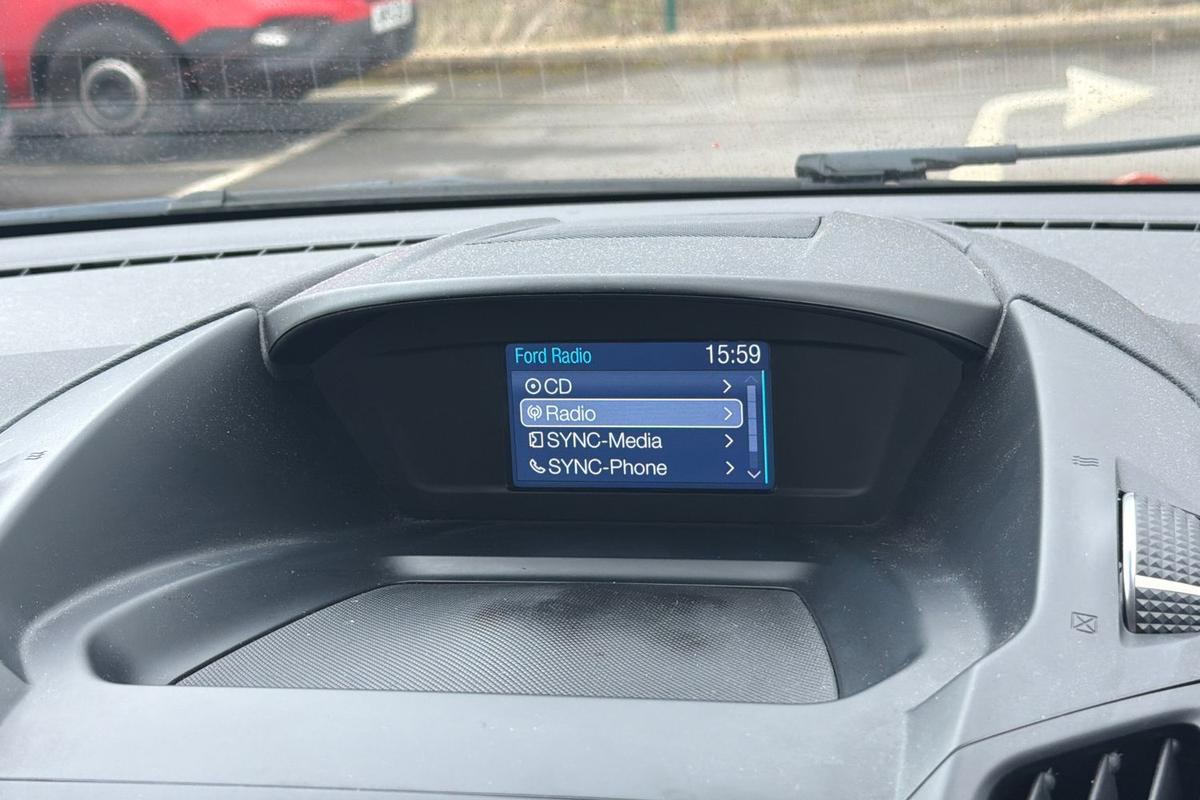 Ford Radio 15:59
CD
Radio
SYNC-Media
SYNC-Phone